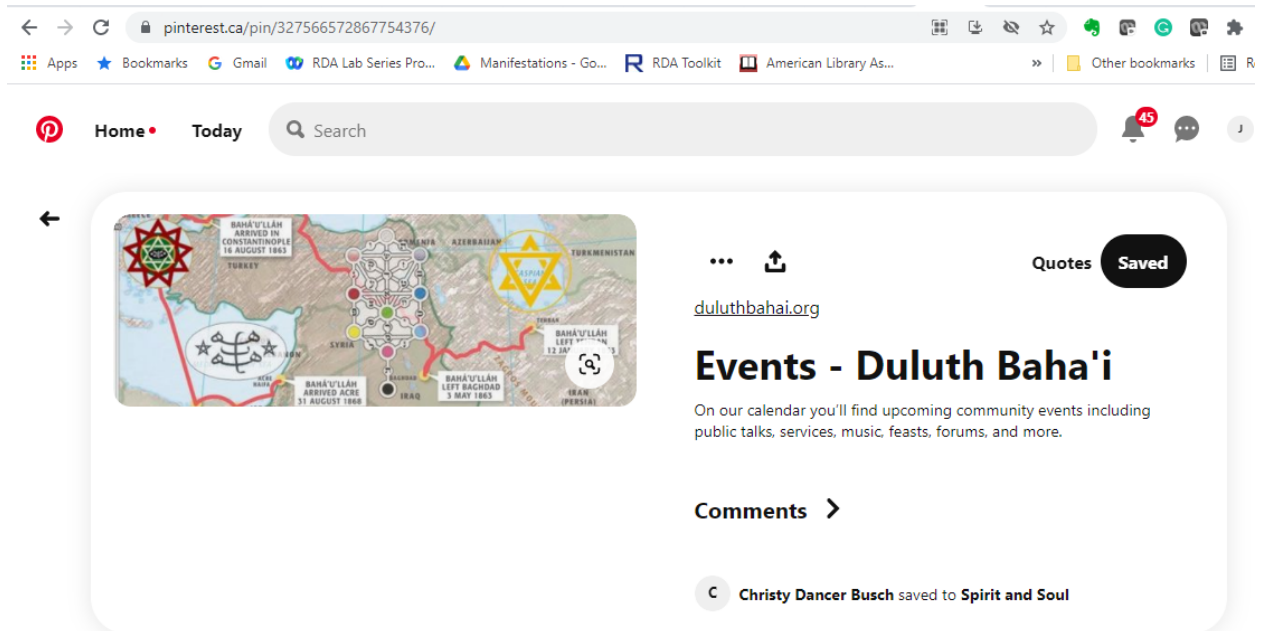 pinterest.ca/pin/327566572867754376/
Apps Bookmarks Gmail RDA Lab Series Pro... Manifestations - Go... RDA Toolkit American Library As... » Other bookmarks
Home Today Search 45 J
BAHÁ'U'LLÁH
ARRIVED IN
CONSTANTINOPLE
16 AUGUST 1863
TURKEY
AZERBAIJAN
TURKMENISTAN
CASPIAN
SEA
SYRIA
BAHÁ'U'LLÁH
ARRIVED ACRE
31 AUGUST 1868
BAGHDAD
IRAQ
BAHÁ'U'LLÁH
LEFT BAGHDAD
3 MAY 1863
BAHÁ'U'LLÁH
ZAGROS
IRAN
(PERSIA)
Quotes Saved
duluthbahai.org
Events - Duluth Baha'i
On our calendar you'll find upcoming community events including
public talks, services, music, feasts, forums, and more.
Comments
C Christy Dancer Busch saved to Spirit and Soul